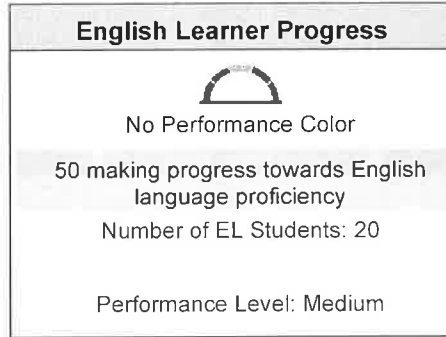 English Learner Progress
No Performance Color
50 making progress towards English
language proficiency
Number of EL Students: 20
Performance Level: Medium